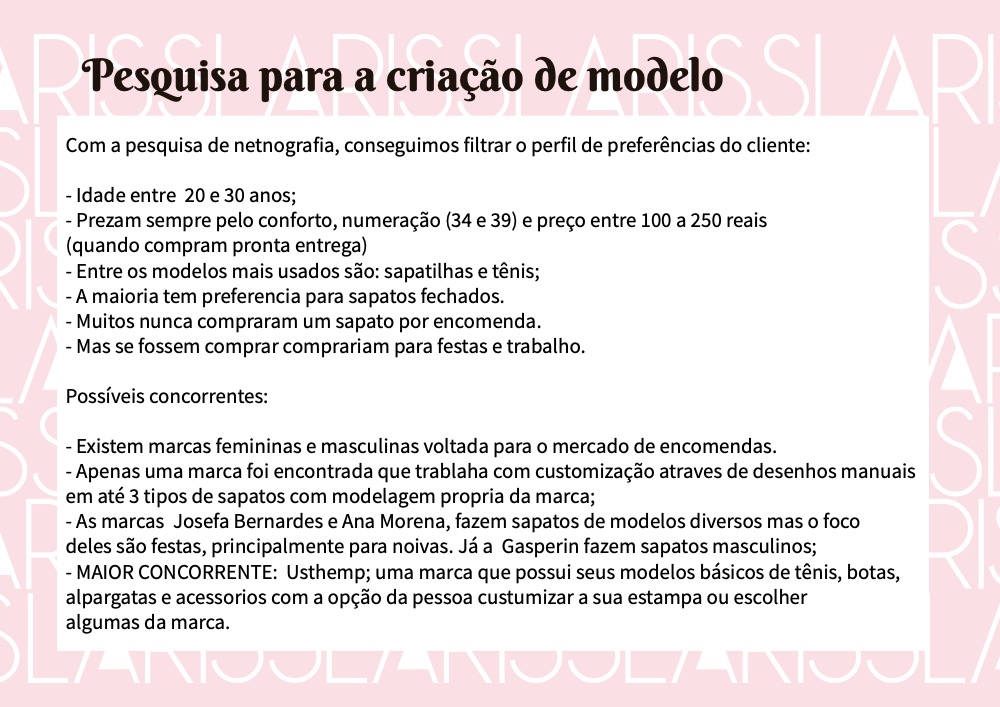 Pesquisa para a criação de modelo
Com a pesquisa de netnografia, conseguimos filtrar o perfil de preferências do cliente:
- Idade entre  20 e 30 anos;
- Prezam sempre pelo conforto, numeração (34 e 39) e preço entre 100 a 250 reais
(quando compram pronta entrega)
- Entre os modelos mais usados são: sapatilhas e tênis;
- A maioria tem preferencia para sapatos fechados.
- Muitos nunca compraram um sapato por encomenda.
- Mas se fossem comprar comprariam para festas e trabalho.
Possíveis concorrentes:
- Existem marcas femininas e masculinas voltada para o mercado de encomendas.
- Apenas uma marca foi encontrada que trablaha com customização atraves de desenhos manuais
em até 3 tipos de sapatos com modelagem propria da marca;
- As marcas  Josefa Bernardes e Ana Morena, fazem sapatos de modelos diversos mas o foco
deles são festas, principalmente para noivas. Já a  Gasperin fazem sapatos masculinos;
- MAIOR CONCORRENTE:  Usthemp; uma marca que possui seus modelos básicos de tênis, botas,
alpargatas e acessorios com a opção da pessoa custumizar a sua estampa ou escolher
algumas da marca.